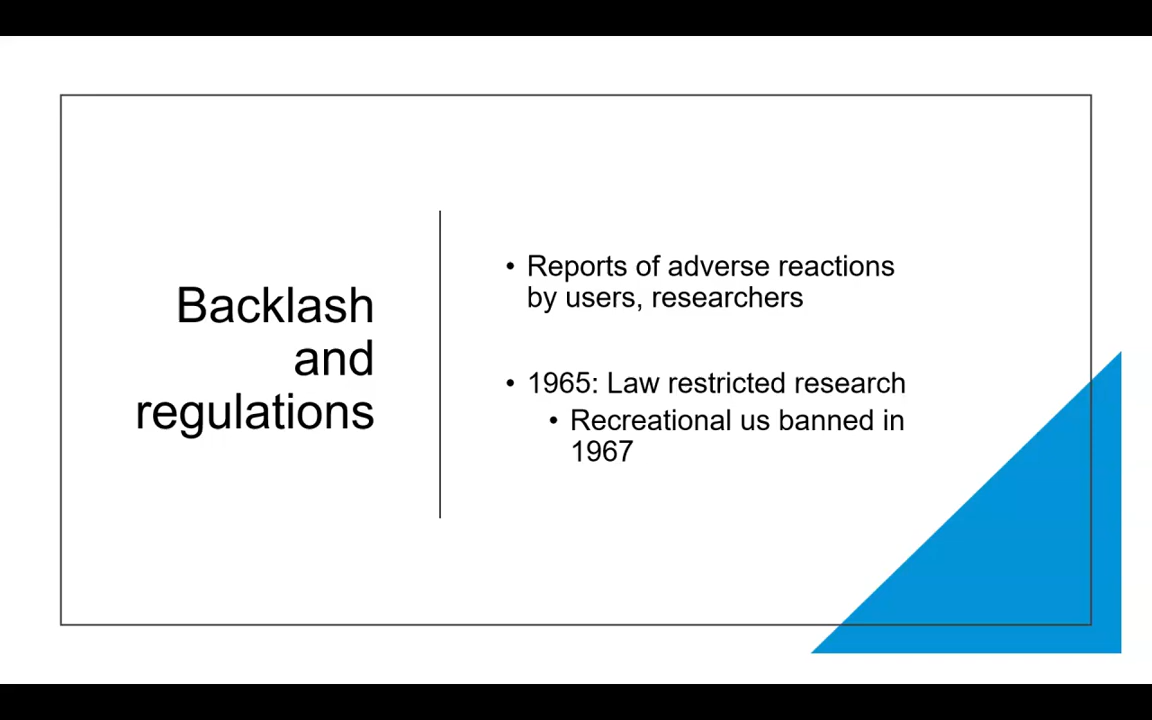 Backlash
and
regulations
• Reports of adverse reactions
by users, researchers
• 1965: Law restricted research
• Recreational us banned in
1967